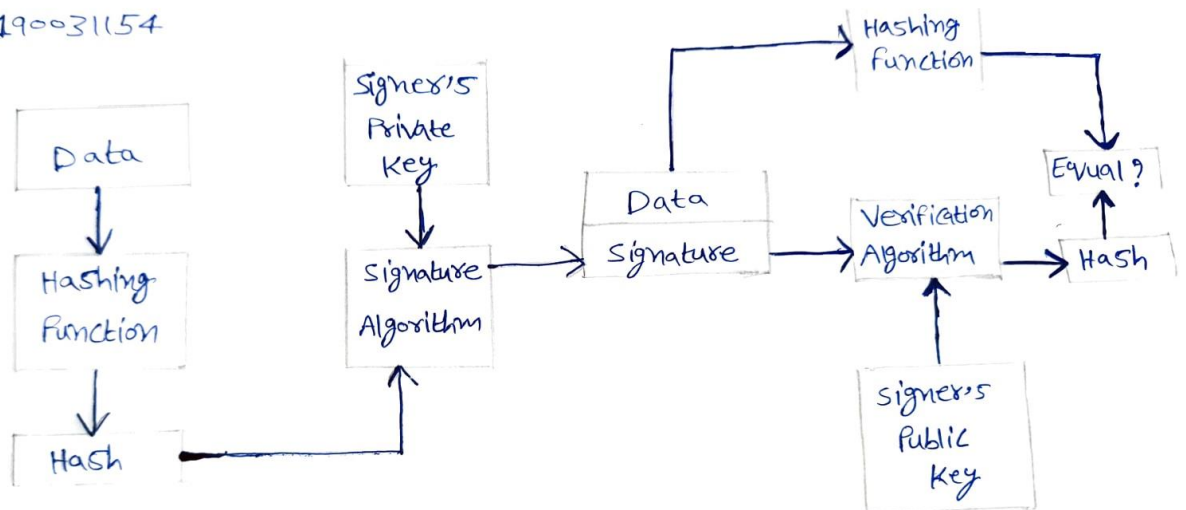 190031154
Data
Hashing
Function
Hash
Signer's
Private
Key
Signature
Algorithm
Data
Signature
Hashing
function
Verification
Algorithm
Signer's
Public
Key
Hash
Equal?